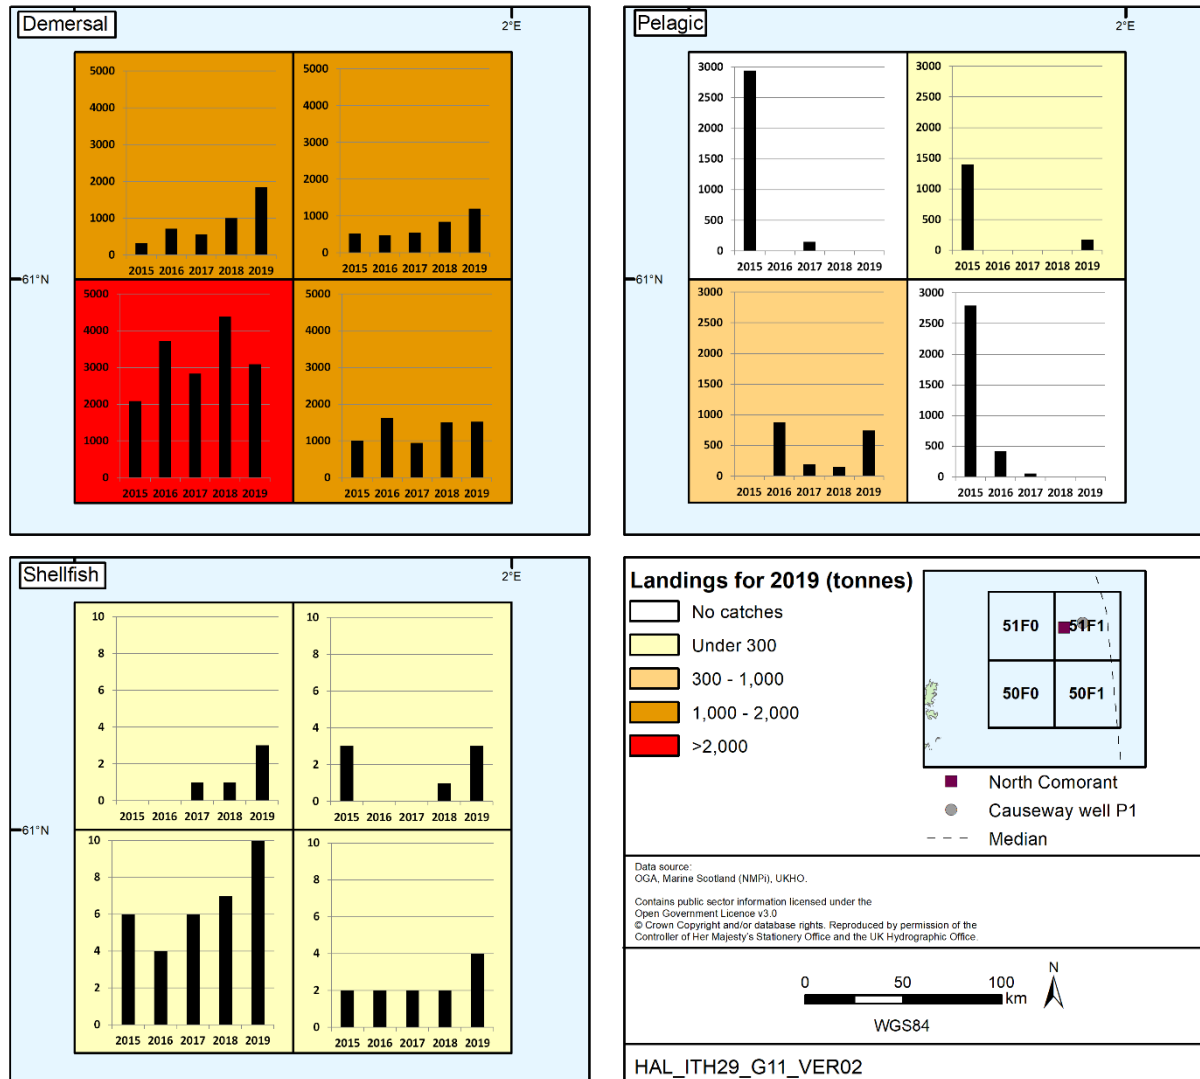 Demersal
2°E
5000
4000
3000
2000
1000
0
2015 2016 2017 2018 2019
5000
4000
3000
2000
1000
0
2015 2016 2017 2018 2019
61°N
5000
4000
3000
2000
1000
0
2015 2016 2017 2018 2019
5000
4000
3000
2000
1000
0
2015 2016 2017 2018 2019
Pelagic
2°E
3000
2500
2000
1500
1000
500
0
2015 2016 2017 2018 2019
3000
2500
2000
1500
1000
500
0
2015 2016 2017 2018 2019
61°N
3000
2500
2000
1500
1000
500
0
2015 2016 2017 2018 2019
3000
2500
2000
1500
1000
500
0
2015 2016 2017 2018 2019
Shellfish
2°E
10
8
6
4
2
0
2015 2016 2017 2018 2019
10
8
6
4
2
0
2015 2016 2017 2018 2019
61°N
10
8
6
4
2
0
2015 2016 2017 2018 2019
10
8
6
4
2
0
2015 2016 2017 2018 2019
Landings for 2019 (tonnes)
No catches
Under 300
300 - 1,000
1,000 - 2,000
>2,000
51F0 51F1
50F0 50F1
North Comorant
Causeway well P1
Median
Data source:
OGA, Marine Scotland (NMPi), UKHO.
Contains public sector information licensed under the
Open Government Licence v3.0
© Crown Copyright and/or database rights. Reproduced by permission of the
Controller of Her Majesty's Stationery Office and the UK Hydrographic Office.
0 50 100
km
N
WGS84
HAL_ITH29_G11_VER02